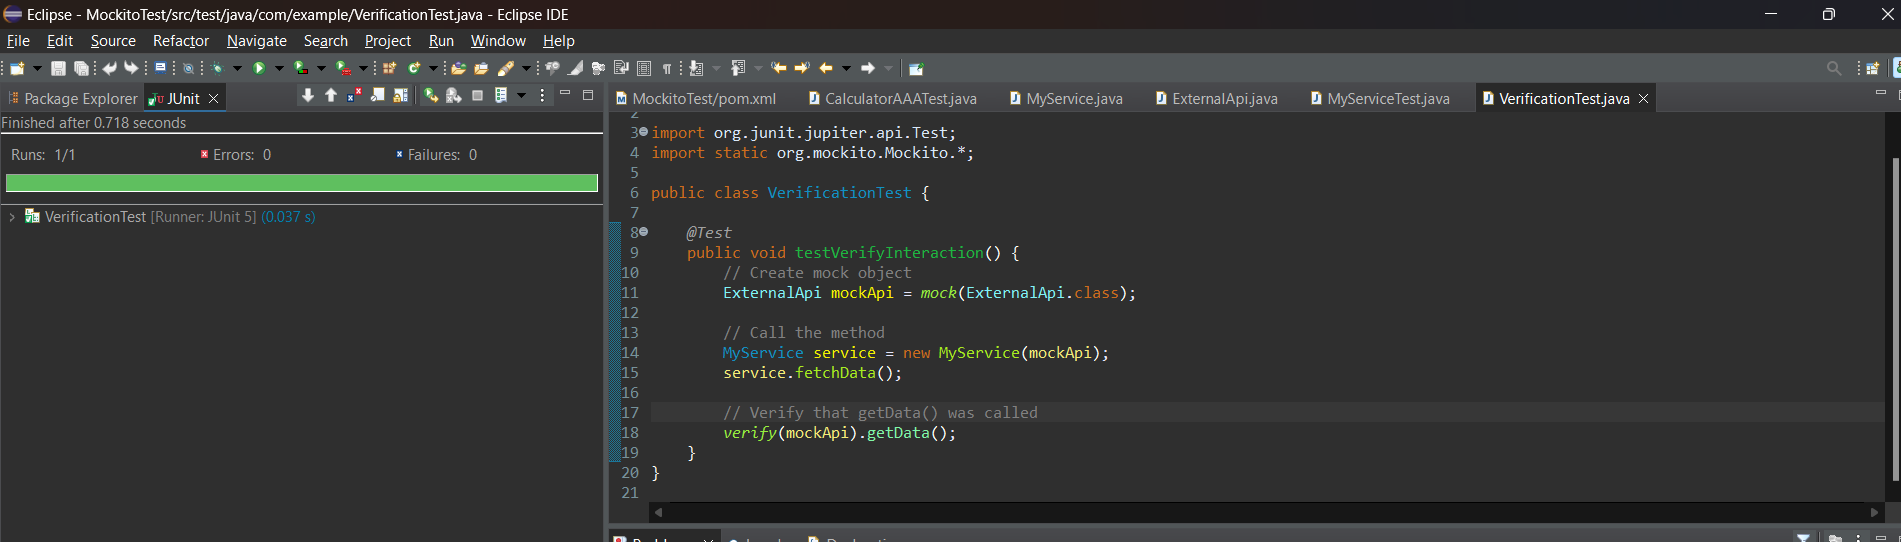 Eclipse - MockitoTest/src/test/java/com/example/VerificationTest.java - Eclipse IDE
File Edit Source Refactor Navigate Search Project Run Window Help
Package Explorer JUnit
Finished after 0.718 seconds
Runs: 1/1 Errors: 0 Failures: 0
VerificationTest [Runner: JUnit 5] (0.037 s)
MockitoTest/pom.xml CalculatorAAATest.java MyService.java ExternalApi.java MyServiceTest.java VerificationTest.java
2
3 import org.junit.jupiter.api.Test;
4 import static org.mockito.Mockito.*;
5
6 public class VerificationTest {
7
8 @Test
9 public void testVerifyInteraction() {
10 // Create mock object
11 ExternalApi mockApi = mock(ExternalApi.class);
12
13 // Call the method
14 MyService service = new MyService(mockApi);
15 service.fetchData();
16
17 // Verify that getData() was called
18 verify(mockApi).getData();
19 }
20 }
21